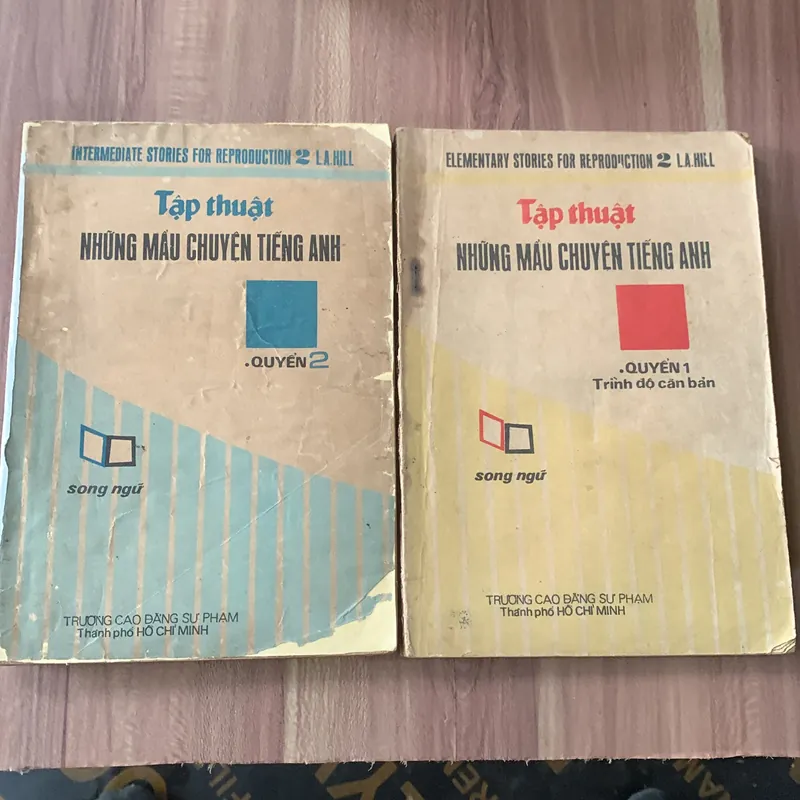 INTERMEDIATE STORIES FOR REPRODUCTION 2 L.A.HILL
Tập thuật
NHỮNG MẨU CHUYỆN TIẾNG ANH
.QUYỂN 2
song ngữ
TRƯỜNG CAO ĐẲNG SƯ PHẠM
Thành phố HỒ CHÍ MINH
ELEMENTARY STORIES FOR REPRODUCTION 2 L.A.HILL
Tập thuật
NHỮNG MẨU CHUYỆN TIẾNG ANH
.QUYỂN 1
Trình độ căn bản
song ngữ
TRƯỜNG CAO ĐẲNG SƯ PHẠM
Thành phố HỒ CHÍ MINH